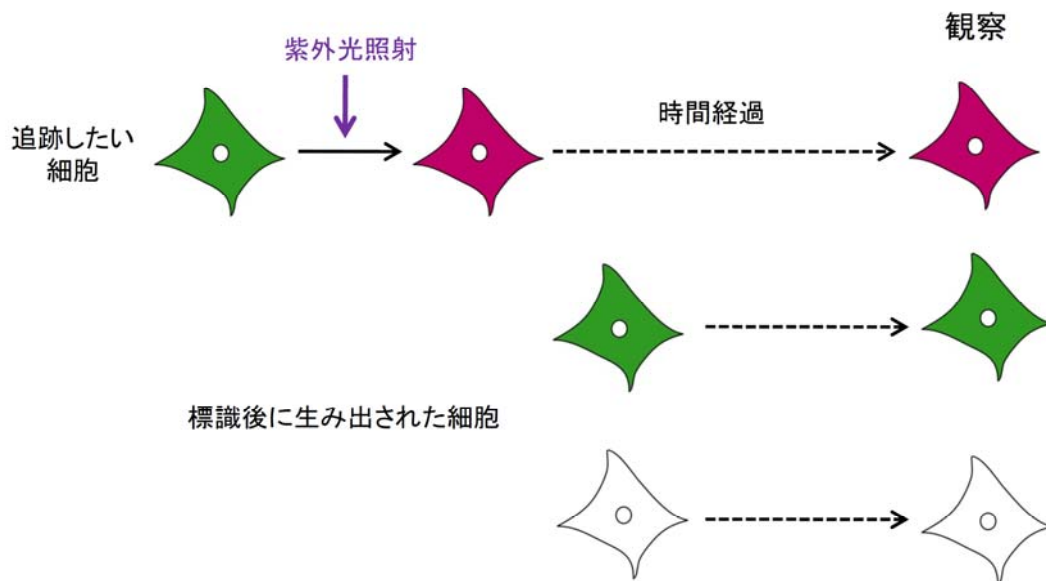 観察
紫外光照射
追跡したい
細胞
時間経過
標識後に生み出された細胞